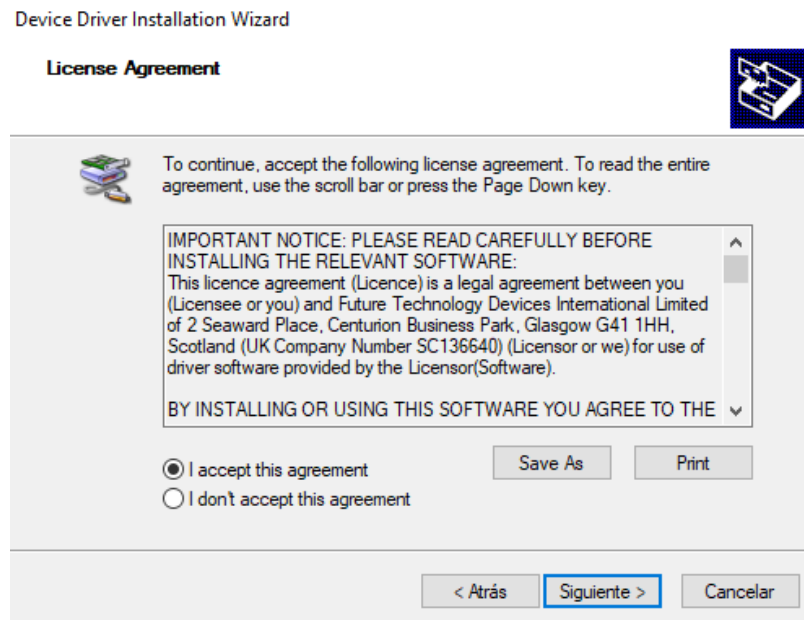 Device Driver Installation Wizard
License Agreement
To continue, accept the following license agreement. To read the entire
agreement, use the scroll bar or press the Page Down key.
IMPORTANT NOTICE: PLEASE READ CAREFULLY BEFORE
INSTALLING THE RELEVANT SOFTWARE:
This licence agreement (Licence) is a legal agreement between you
(Licensee or you) and Future Technology Devices International Limited
of 2 Seaward Place, Centurion Business Park, Glasgow G41 1HH,
Scotland (UK Company Number SC136640) (Licensor or we) for use of
driver software provided by the Licensor(Software).
BY INSTALLING OR USING THIS SOFTWARE YOU AGREE TO THE
I accept this agreement
Save As
Print
I don't accept this agreement
< Atrás
Siguiente >
Cancelar